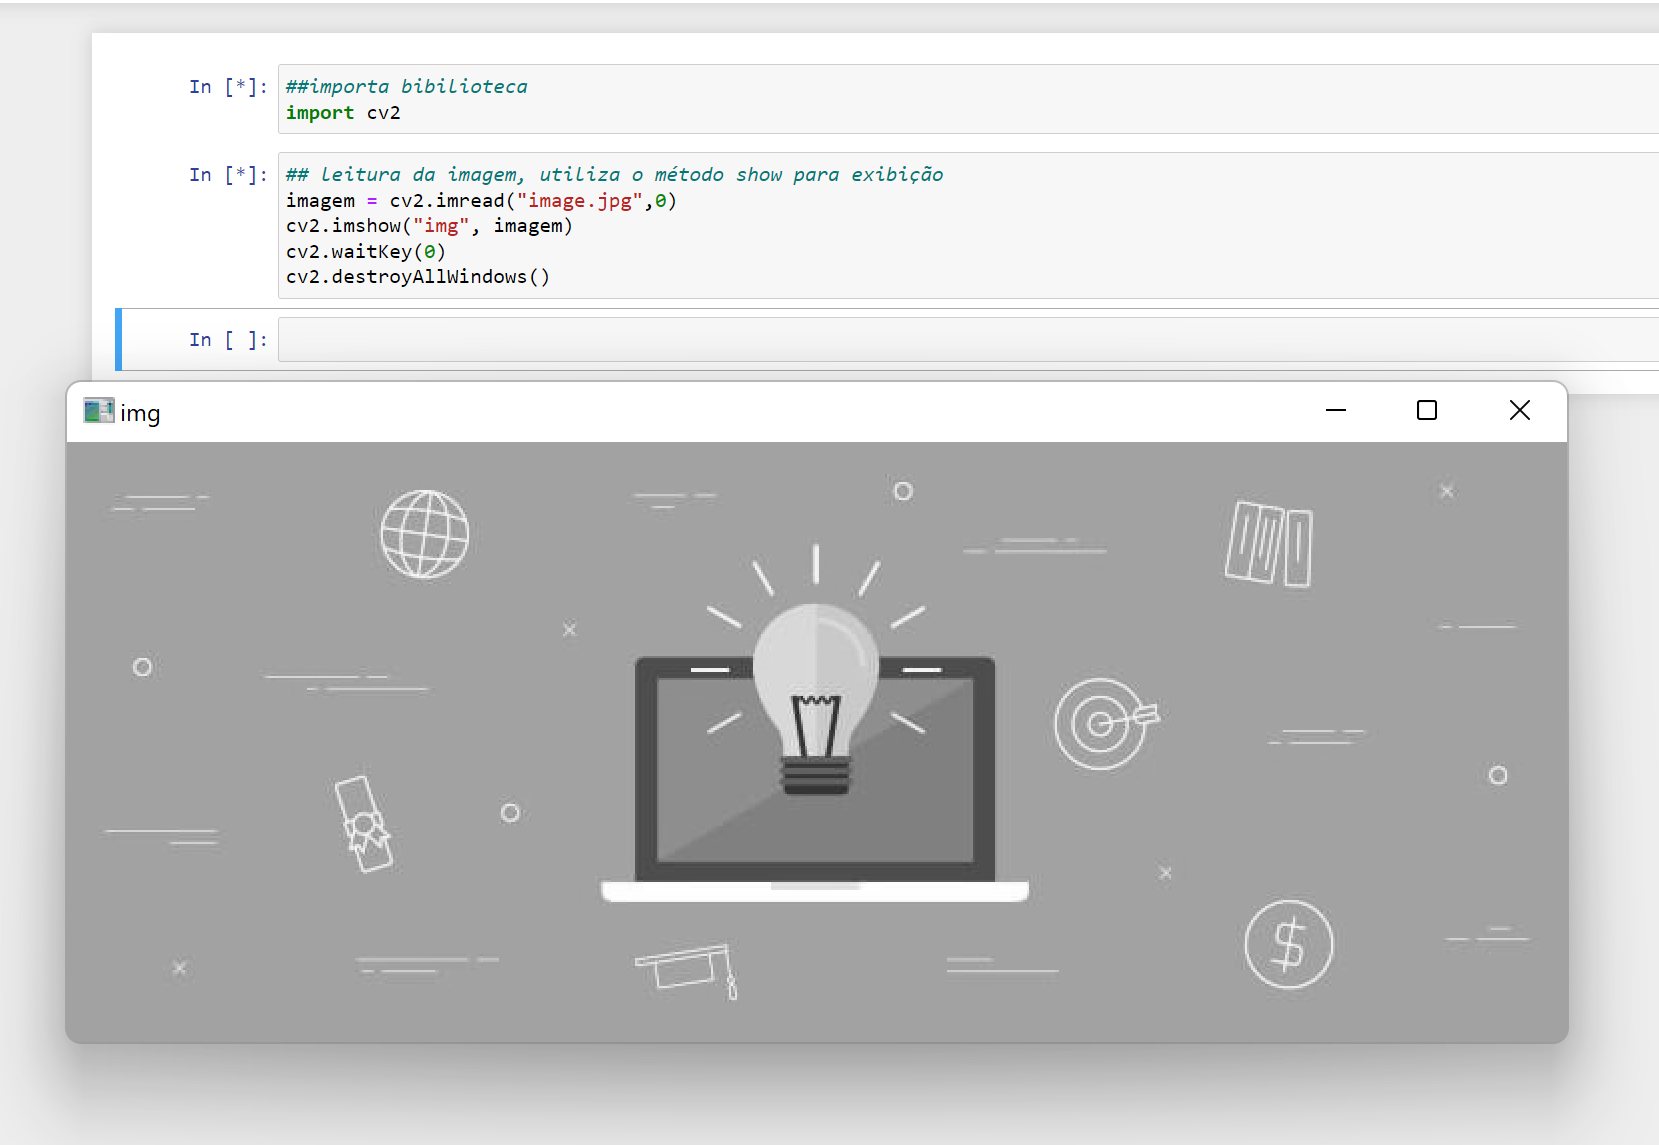 In [*]: ##importa bibilioteca
import cv2
In [*]: ## leitura da imagem, utiliza o método show para exibição
imagem = cv2.imread("image.jpg",0)
cv2.imshow("img", imagem)
cv2.waitKey(0)
cv2.destroyAllWindows()
In [ ]:
img
$